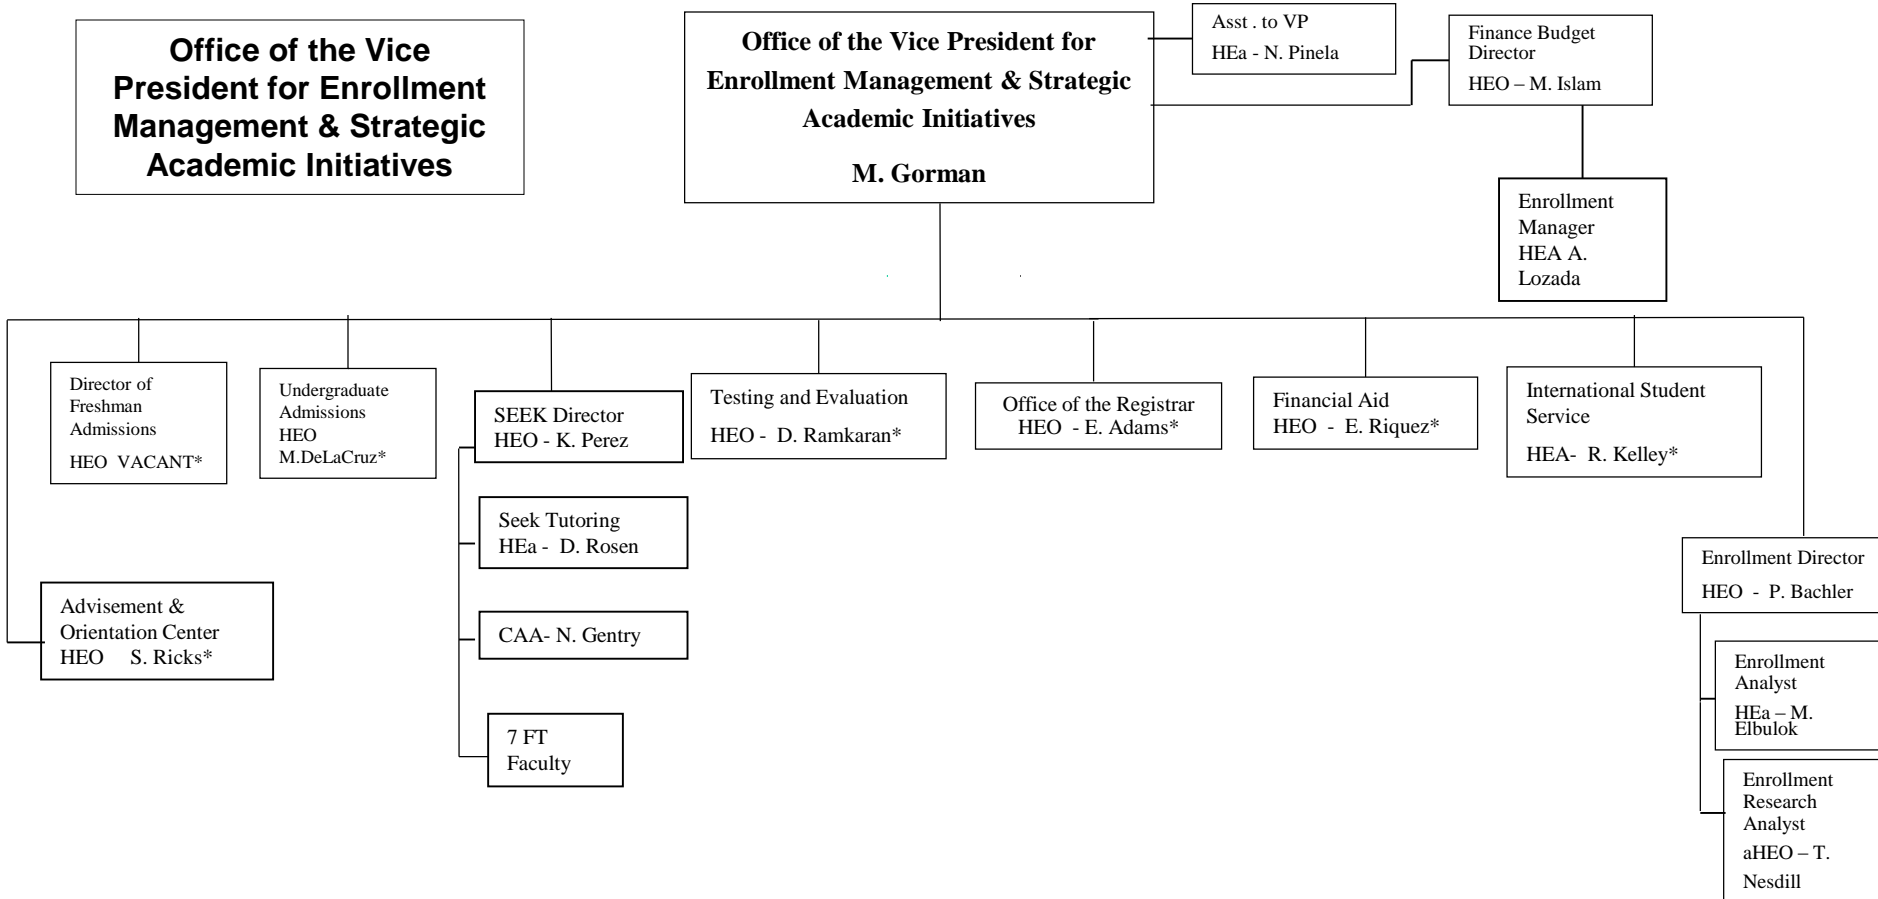 Office of the Vice
President for Enrollment
Management & Strategic
Academic Initiatives
Office of the Vice President for
Enrollment Management & Strategic
Academic Initiatives
M. Gorman
Asst . to VP
HEa - N. Pinela
Finance Budget
Director
HEO – M. Islam
Enrollment
Manager
HEA A.
Lozada
Director of
Freshman
Admissions
HEO VACANT*
Undergraduate
Admissions
HEO
M.DeLaCruz*
SEEK Director
HEO - K. Perez
Testing and Evaluation
HEO - D. Ramkaran*
Office of the Registrar
HEO - E. Adams*
Financial Aid
HEO - E. Riquez*
International Student
Service
HEA- R. Kelley*
Seek Tutoring
HEa - D. Rosen
CAA- N. Gentry
7 FT
Faculty
Advisement &
Orientation Center
HEO S. Ricks*
Enrollment Director
HEO - P. Bachler
Enrollment
Analyst
HEa – M.
Elbulok
Enrollment
Research
Analyst
aHEO – T.
Nesdill